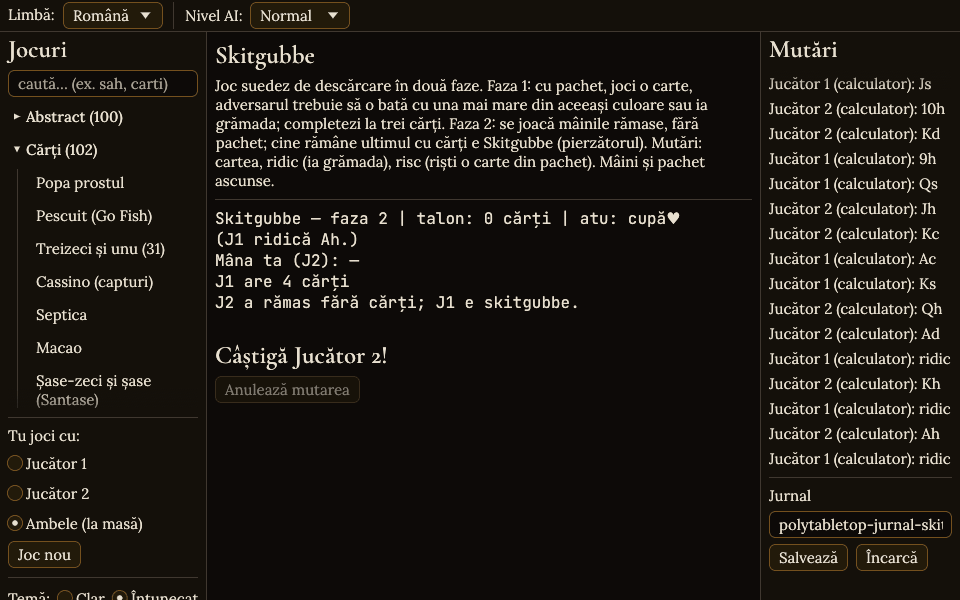 Limbă:
Română
Nivel AI:
Normal
Jocuri
caută... (ex. sah, carti)
Abstract (100)
Cărți (102)
Popa prostul
Pescuit (Go Fish)
Treizeci și unu (31)
Cassino (capturi)
Septica
Macao
Șase-zeci și șase
(Santase)
Tu joci cu:
Jucător 1
Jucător 2
Ambele (la masă)
Joc nou
Temă:
Clar
Întunecat
Skitgubbe
Joc suedez de descărcare în două faze. Faza 1: cu pachet, joci o carte,
adversarul trebuie să o bată cu una mai mare din aceeași culoare sau ia
grămada; completezi la trei cărți. Faza 2: se joacă mâinile rămase, fără
pachet; cine rămâne ultimul cu cărți e Skitgubbe (pierzătorul). Mutări:
cartea, ridic (ia grămada), risc (riști o carte din pachet). Mâini și pachet
ascunse.
Skitgubbe — faza 2 | talon: 0 cărți | atu: cupă♥
(J1 ridică Ah.)
Mâna ta (J2): —
J1 are 4 cărți
J2 a rămas fără cărți; J1 e skitgubbe.
Câștigă Jucător 2!
Anulează mutarea
Mutări
Jucător 1 (calculator): Js
Jucător 2 (calculator): 10h
Jucător 2 (calculator): Kd
Jucător 1 (calculator): 9h
Jucător 1 (calculator): Qs
Jucător 2 (calculator): Jh
Jucător 2 (calculator): Kc
Jucător 1 (calculator): Ac
Jucător 1 (calculator): Ks
Jucător 2 (calculator): Qh
Jucător 2 (calculator): Ad
Jucător 1 (calculator): ridic
Jucător 2 (calculator): Kh
Jucător 1 (calculator): ridic
Jucător 2 (calculator): Ah
Jucător 1 (calculator): ridic
Jurnal
polytabletop-jurnal-skit
Salvează
Încarcă